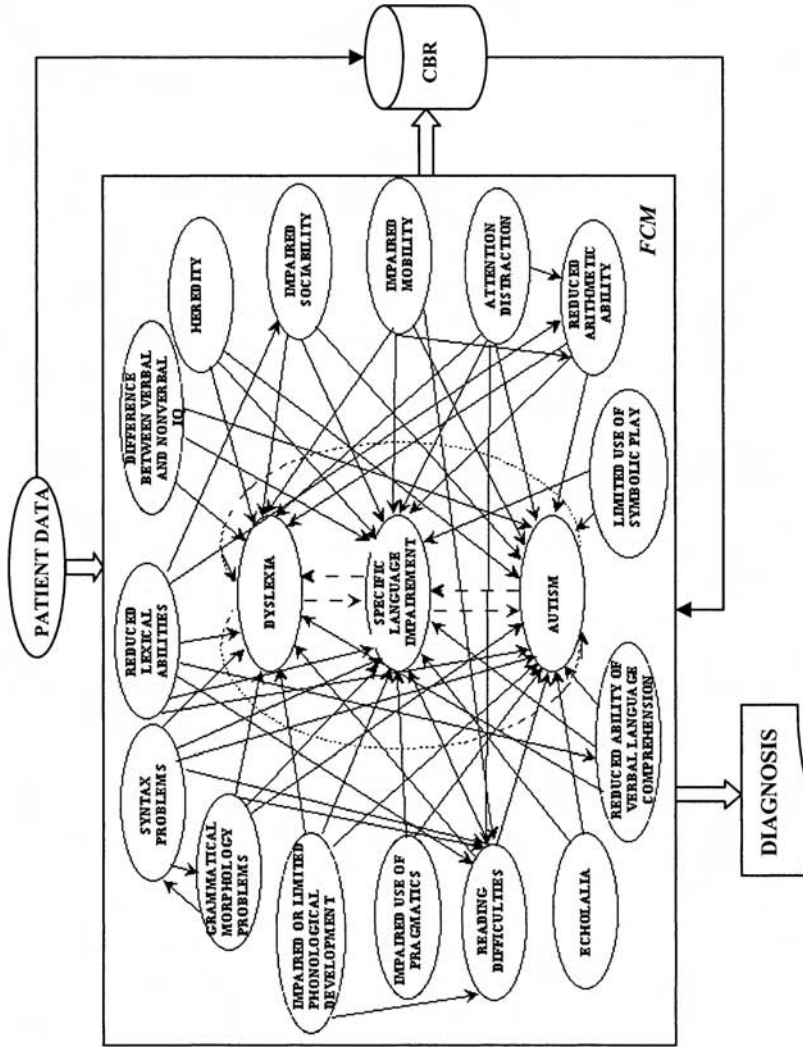 PATIENT DATA
CBR
FCM
DIFFERENCE
BETWEEN VERBAL
AND NONVERBAL
IQ
HEREDITY
IMPAIRED
SOCIABILITY
IMPAIRED
MOBILITY
ATTENTION
DISTRACTION
REDUCED
ARITHMETIC
ABILITY
LIMITED USE OF
SYMBOLIC PLAY
REDUCED
LEXICAL
ABILITIES
SYNTAX
PROBLEMS
GRAMMATICAL
MORPHOLOGY
PROBLEMS
IMPAIRED OR LIMITED
PHONOLOGICAL
DEVELOPMENT
IMPAIRED USE OF
PRAGMATICS
READING
DIFFICULTIES
ECHOLALIA
REDUCED ABILITY OF
VERBAL LANGUAGE
COMPREHENSION
DYSLEXIA
SPECIFIC
LANGUAGE
IMPAIREMENT
AUTISM
DIAGNOSIS